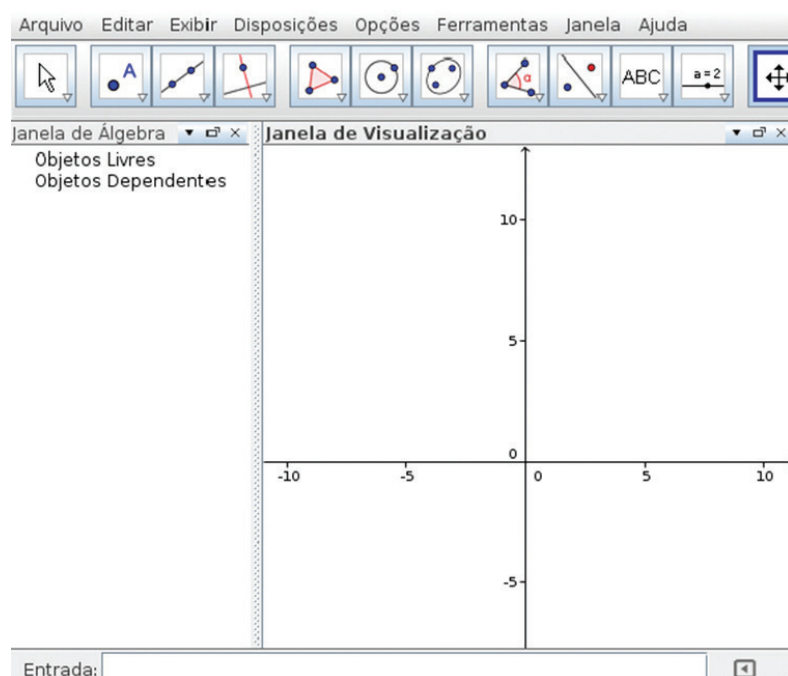 Arquivo Editar Exibir Disposições Opções Ferramentas Janela Ajuda
A α ABC a=2
Janela de Álgebra Janela de Visualização
Objetos Livres
Objetos Dependentes
10
5
0
-10 -5 0 5 10
-5
Entrada: